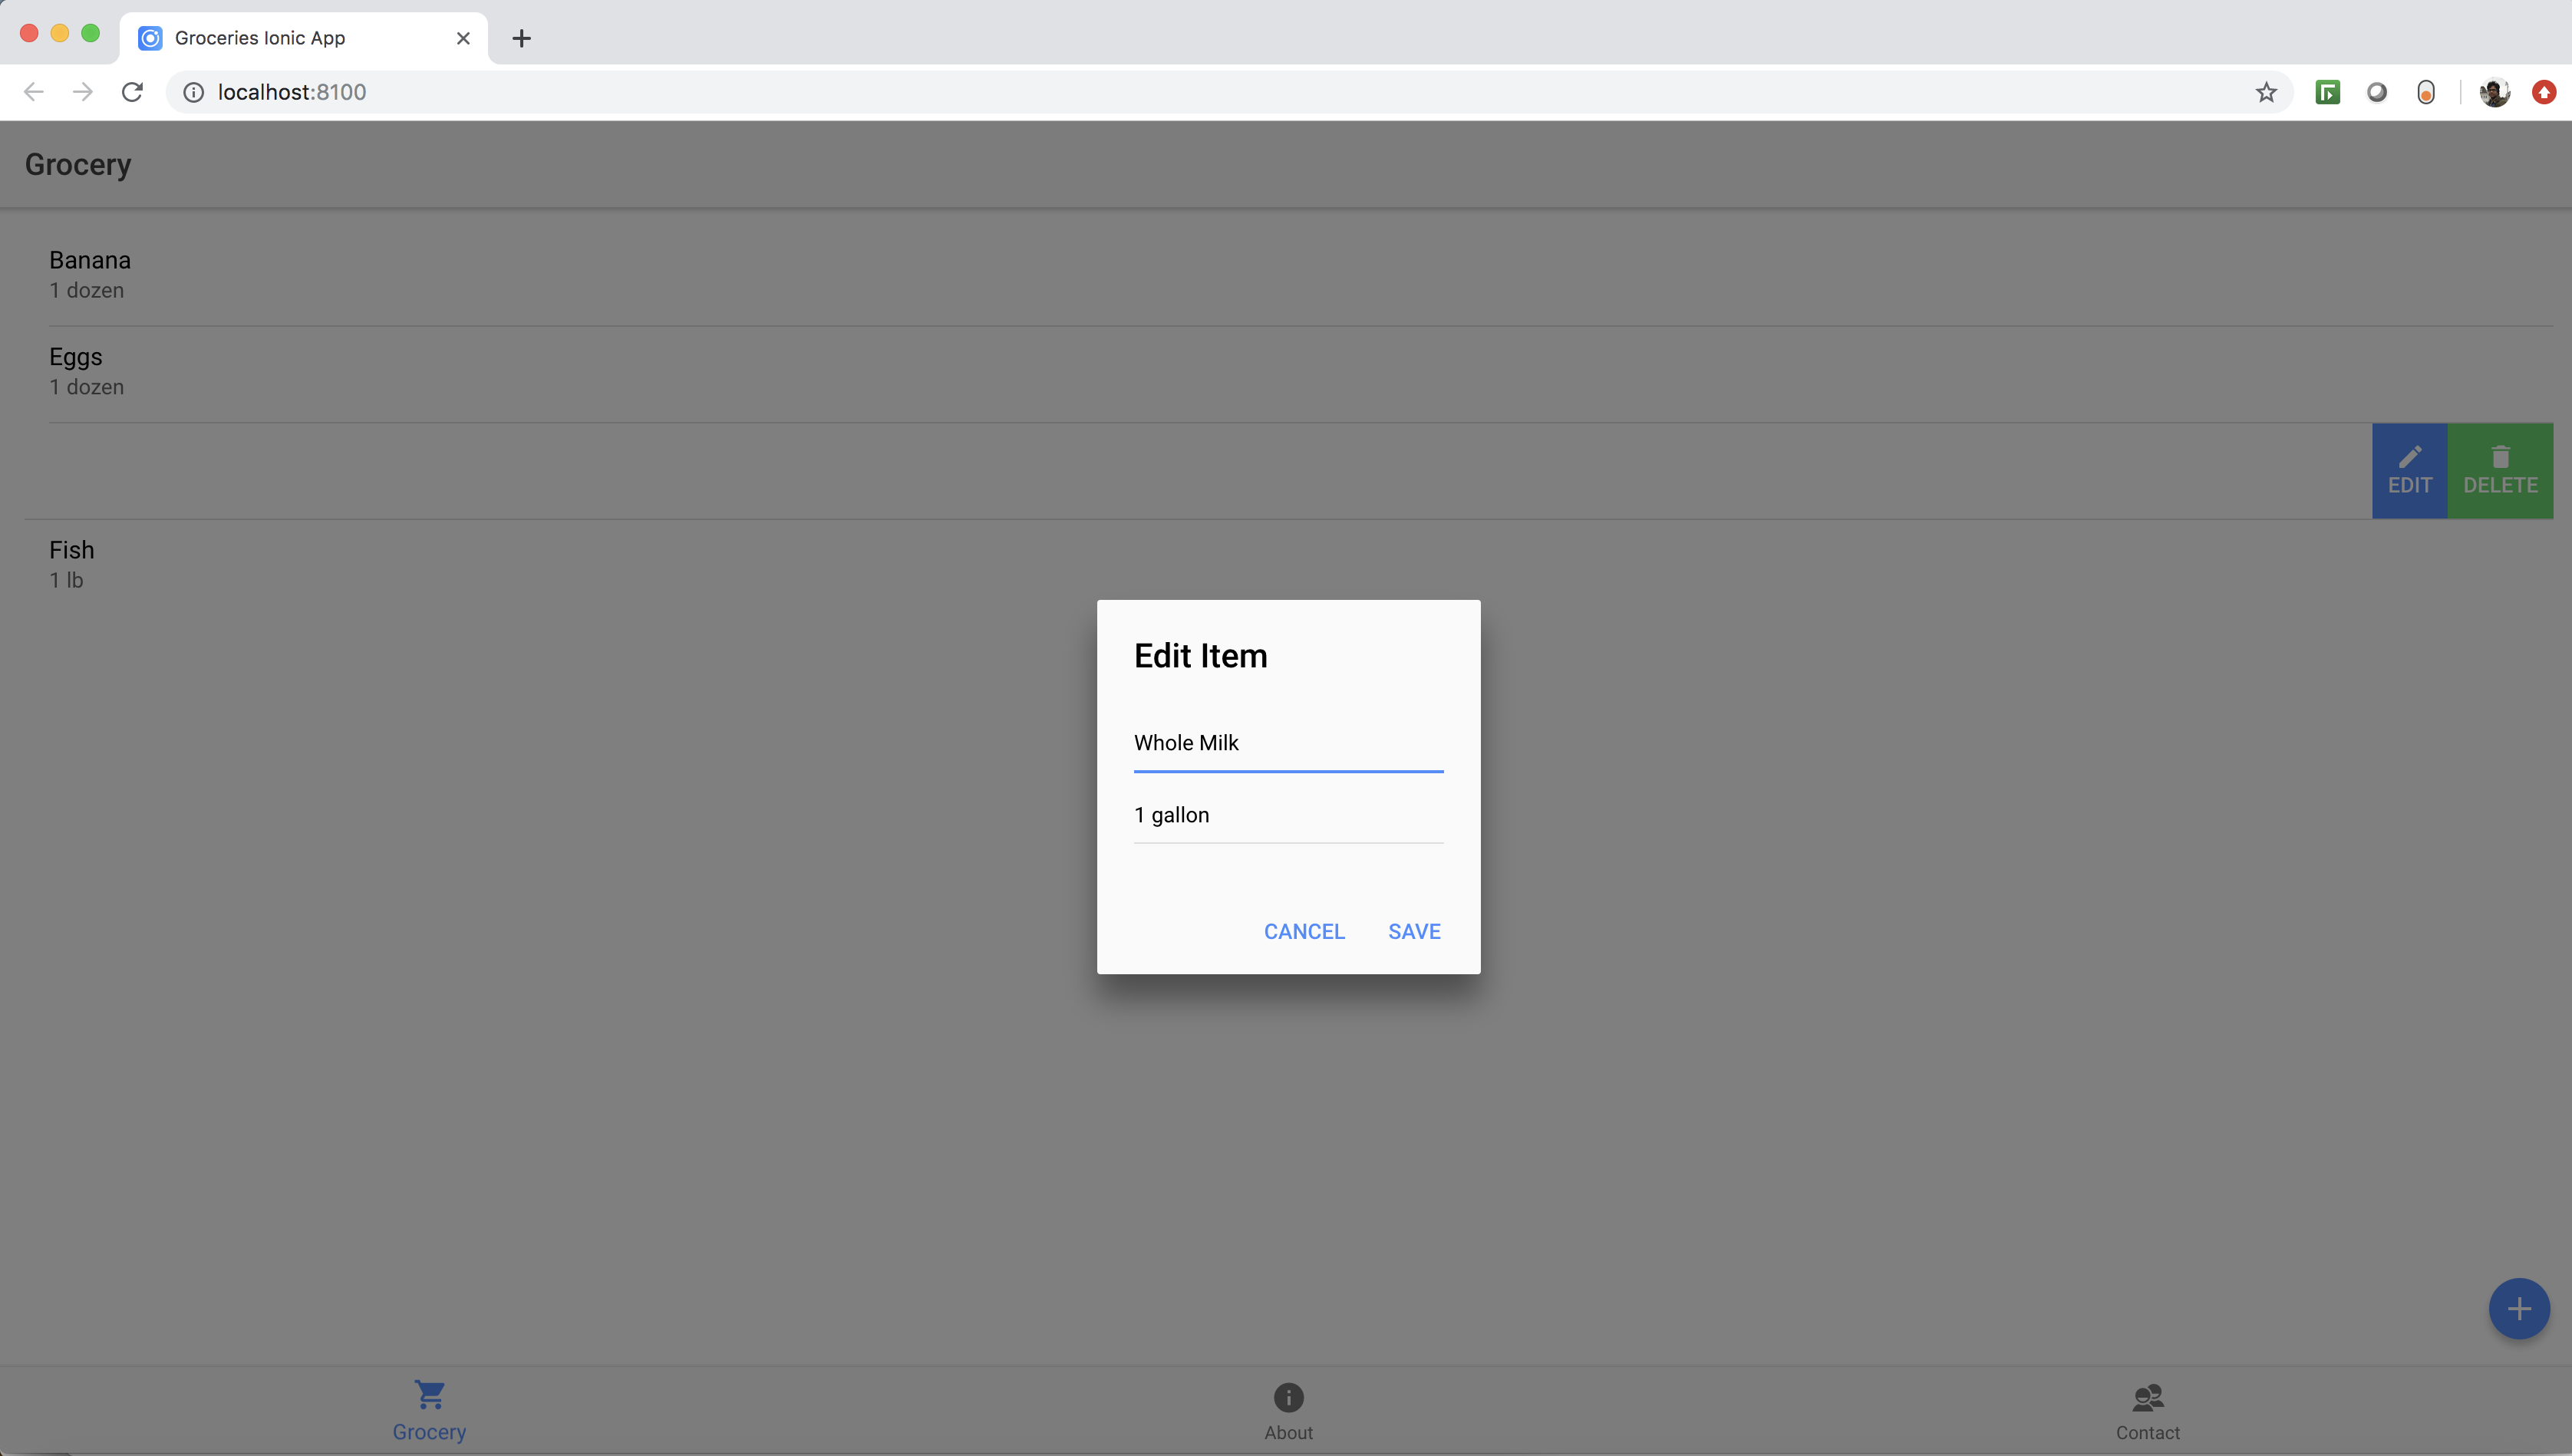 Groceries Ionic App
localhost:8100
Grocery
Banana
1 dozen
Eggs
1 dozen
EDIT DELETE
Fish
1 lb
Edit Item
Whole Milk
1 gallon
CANCEL SAVE
Grocery About Contact